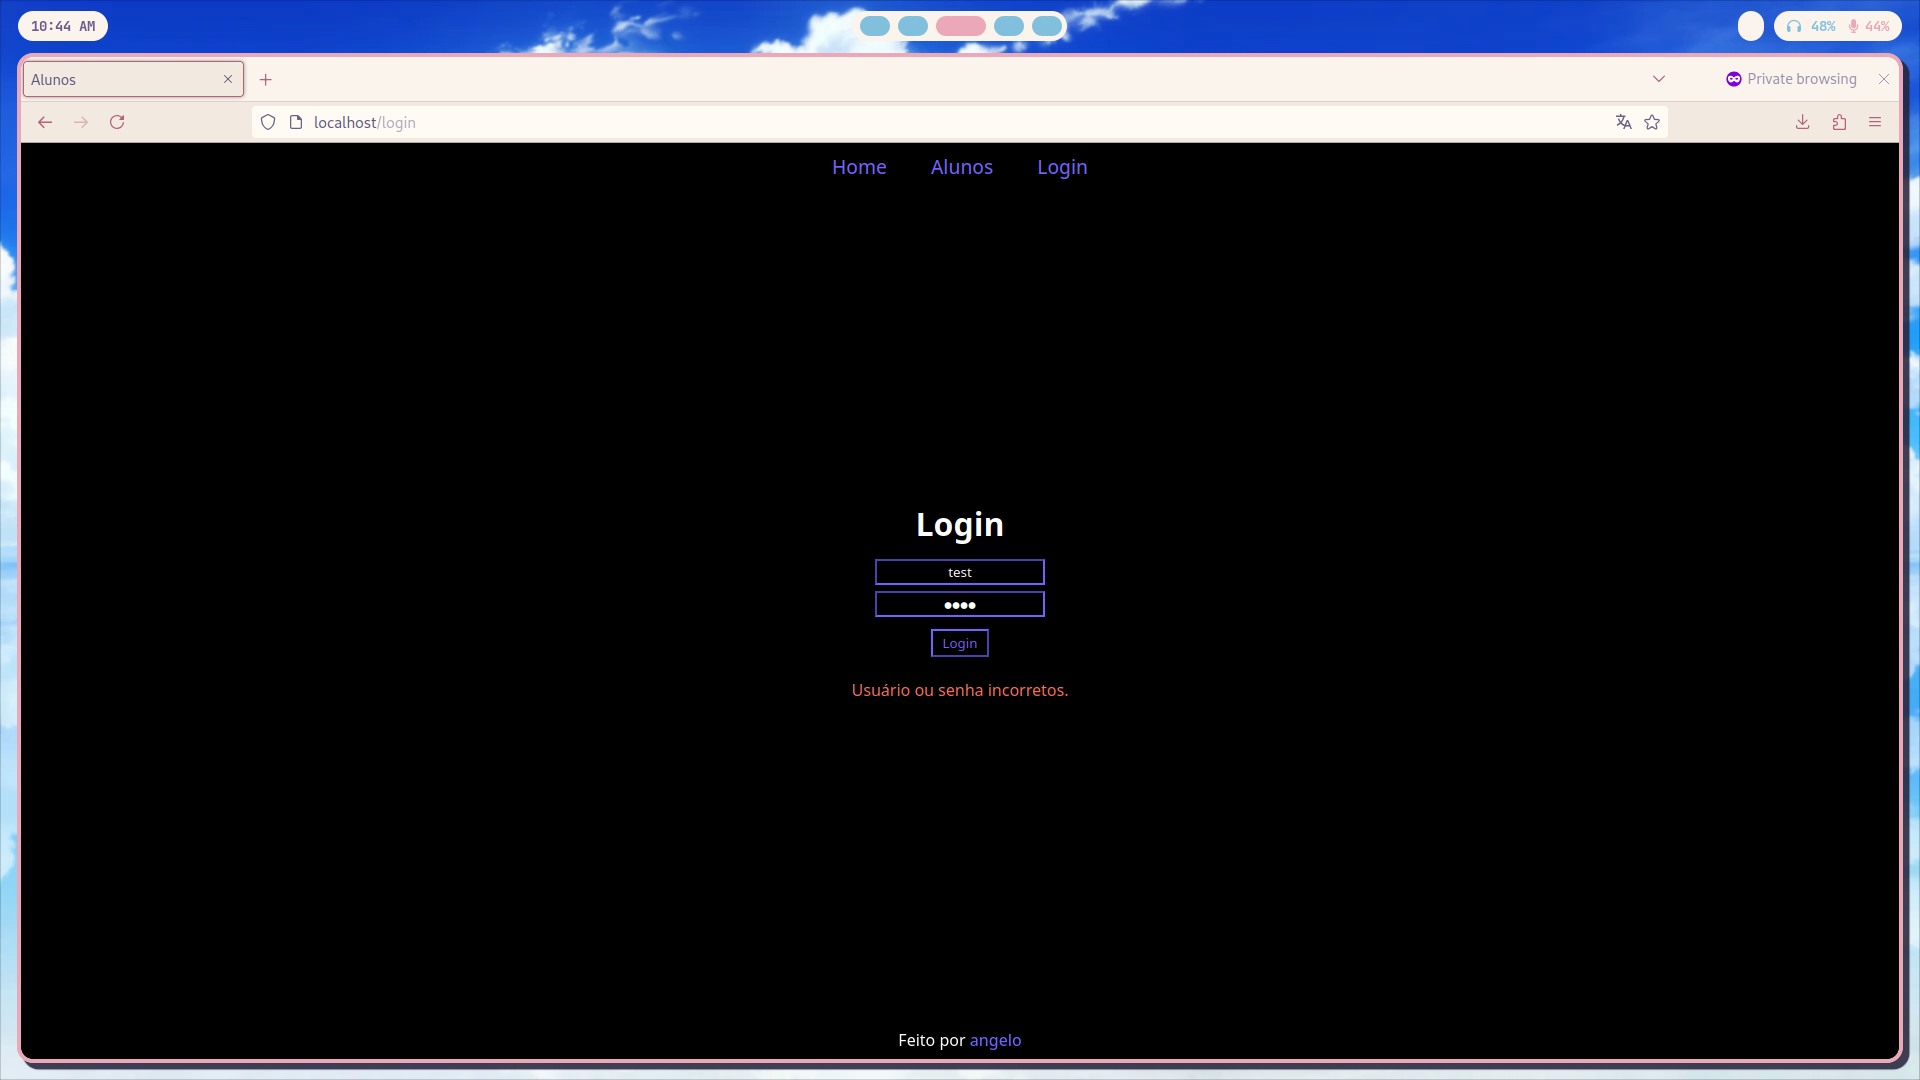 10:44 AM
48% 44%
Alunos
Private browsing
localhost/login
Home Alunos Login
Login
test
Login
Usuário ou senha incorretos.
Feito por angelo